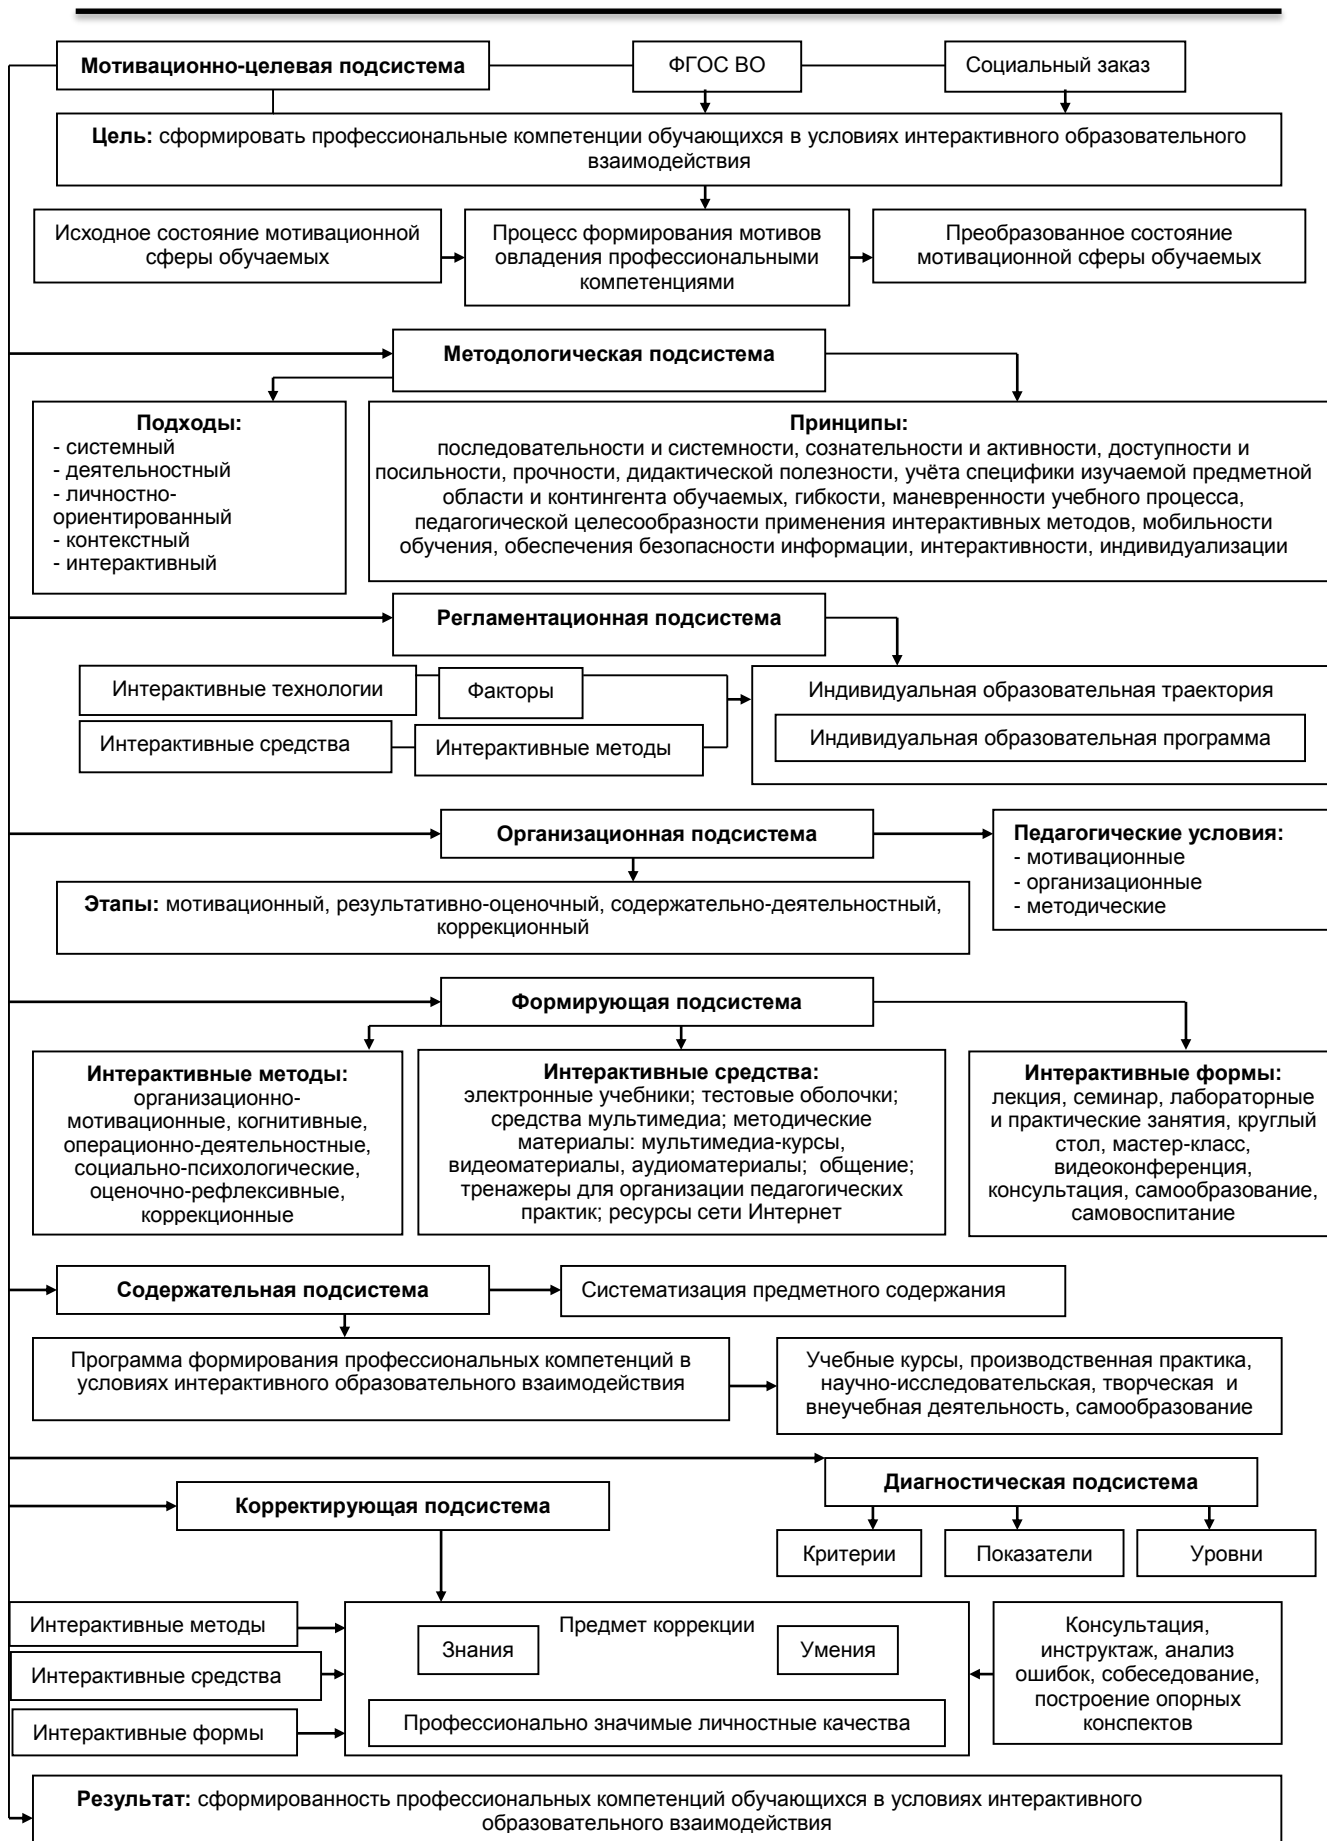 Мотивационно-целевая подсистема
ФГОС ВО
Социальный заказ
Цель: сформировать профессиональные компетенции обучающихся в условиях интерактивного образовательного
взаимодействия
Исходное состояние мотивационной
сферы обучаемых
Процесс формирования мотивов
овладения профессиональными
компетенциями
Преобразованное состояние
мотивационной сферы обучаемых
Методологическая подсистема
Подходы:
- системный
- деятельностный
- личностно-
ориентированный
- контекстный
- интерактивный
Принципы:
последовательности и системности, сознательности и активности, доступности и
посильности, прочности, дидактической полезности, учёта специфики изучаемой предметной
области и контингента обучаемых, гибкости, маневренности учебного процесса,
педагогической целесообразности применения интерактивных методов, мобильности
обучения, обеспечения безопасности информации, интерактивности, индивидуализации
Регламентационная подсистема
Интерактивные технологии
Факторы
Интерактивные средства
Интерактивные методы
Индивидуальная образовательная траектория
Индивидуальная образовательная программа
Организационная подсистема
Педагогические условия:
- мотивационные
- организационные
- методические
Этапы: мотивационный, результативно-оценочный, содержательно-деятельностный,
коррекционный
Формирующая подсистема
Интерактивные методы:
организационно-
мотивационные, когнитивные,
операционно-деятельностные,
социально-психологические,
оценочно-рефлексивные,
коррекционные
Интерактивные средства:
электронные учебники; тестовые оболочки;
средства мультимедиа; методические
материалы: мультимедиа-курсы,
видеоматериалы, аудиоматериалы; общение;
тренажеры для организации педагогических
практик; ресурсы сети Интернет
Интерактивные формы:
лекция, семинар, лабораторные
и практические занятия, круглый
стол, мастер-класс,
видеоконференция,
консультация, самообразование,
самовоспитание
Содержательная подсистема
Систематизация предметного содержания
Программа формирования профессиональных компетенций в
условиях интерактивного образовательного взаимодействия
Учебные курсы, производственная практика,
научно-исследовательская, творческая и
внеучебная деятельность, самообразование
Диагностическая подсистема
Корректирующая подсистема
Критерии
Показатели
Уровни
Интерактивные методы
Интерактивные средства
Интерактивные формы
Предмет коррекции
Знания
Умения
Профессионально значимые личностные качества
Консультация,
инструктаж, анализ
ошибок, собеседование,
построение опорных
конспектов
Результат: сформированность профессиональных компетенций обучающихся в условиях интерактивного
образовательного взаимодействия